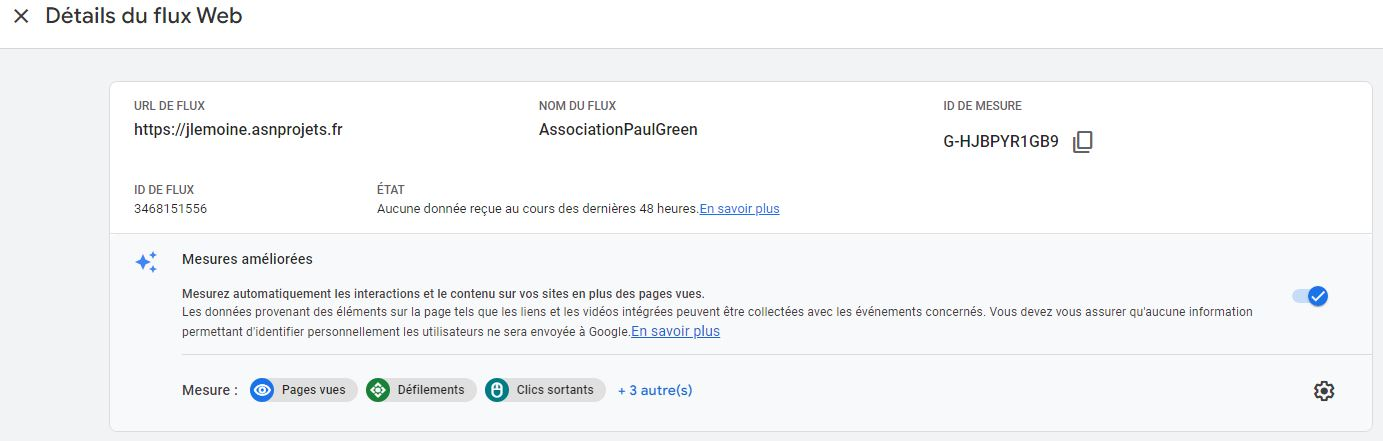 Détails du flux Web
URL DE FLUX NOM DU FLUX ID DE MESURE
https://jlemoine.asnprojets.fr AssociationPaulGreen G-HJBPYR1GB9
ID DE FLUX ÉTAT
3468151556 Aucune donnée reçue au cours des dernières 48 heures.En savoir plus
Mesures améliorées
Mesurez automatiquement les interactions et le contenu sur vos sites en plus des pages vues.
Les données provenant des éléments sur la page tels que les liens et les vidéos intégrées peuvent être collectées avec les événements concernés. Vous devez vous assurer qu'aucune information
permettant d'identifier personnellement les utilisateurs ne sera envoyée à Google.En savoir plus
Mesure : Pages vues Défilements Clics sortants + 3 autre(s)